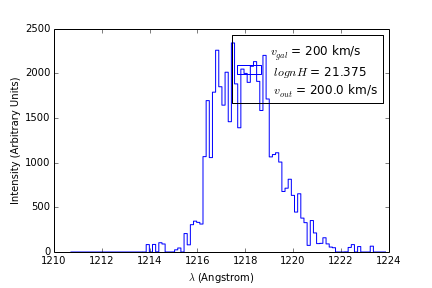 2500
2000
1500
1000
500
0
Intensity (Arbitrary Units)
v_gal = 200 km/s
lognH = 21.375
v_out = 200.0 km/s
1210 1212 1214 1216 1218 1220 1222 1224
λ (Angstrom)